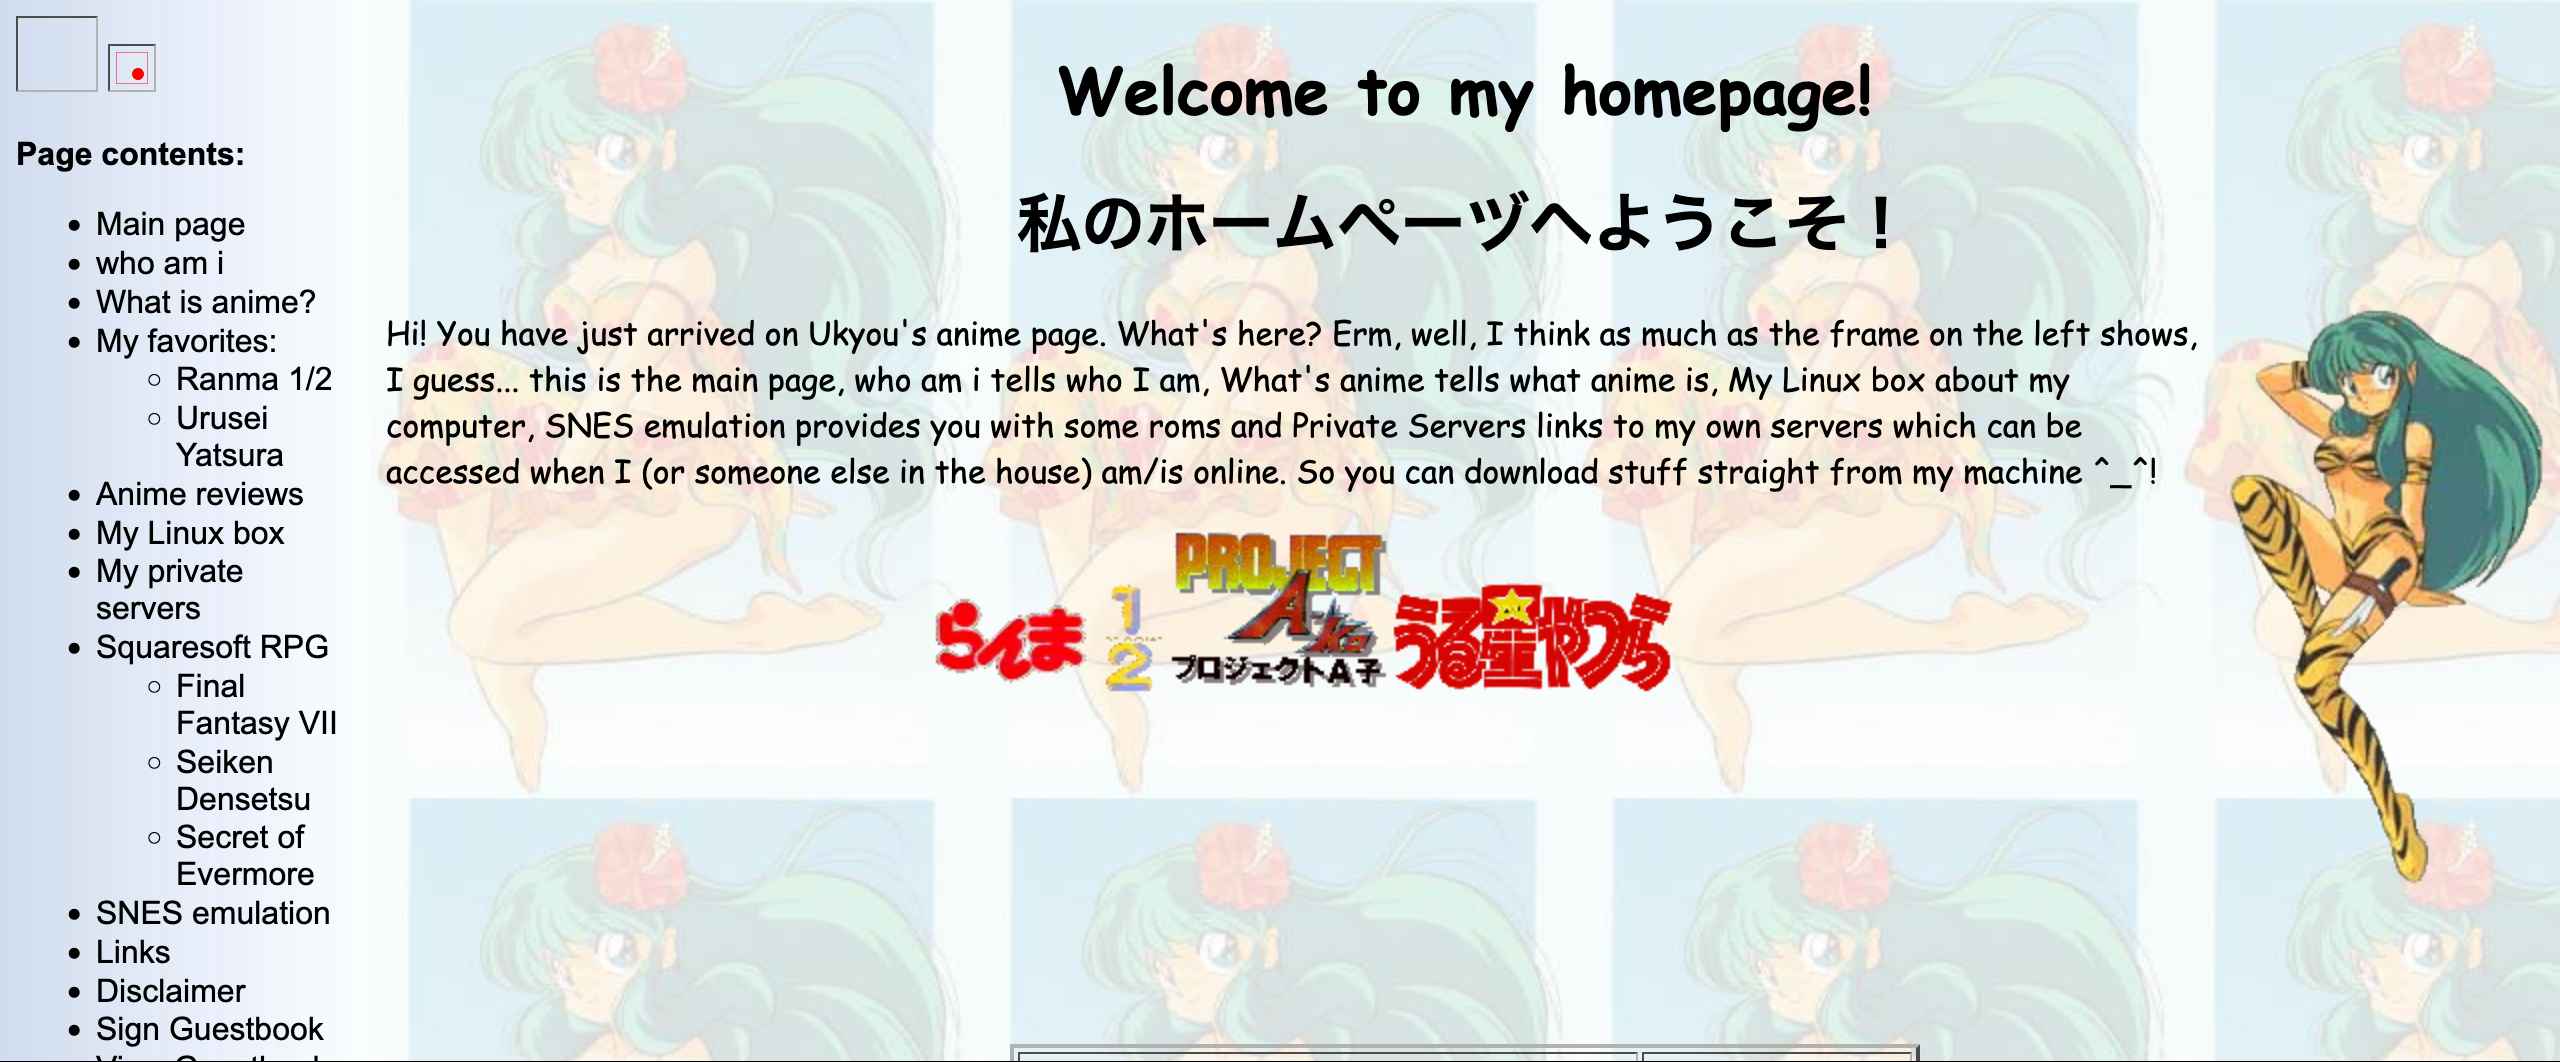 Page contents:
Main page
who am i
What is anime?
My favorites:
Ranma 1/2
Urusei
Yatsura
Anime reviews
My Linux box
My private
servers
Squaresoft RPG
Final
Fantasy VII
Seiken
Densetsu
Secret of
Evermore
SNES emulation
Links
Disclaimer
Sign Guestbook
Welcome to my homepage!
私のホームページへようこそ！
Hi! You have just arrived on Ukyou's anime page. What's here? Erm, well, I think as much as the frame on the left shows,
I guess... this is the main page, who am i tells who I am, What's anime tells what anime is, My Linux box about my
computer, SNES emulation provides you with some roms and Private Servers links to my own servers which can be
accessed when I (or someone else in the house) am/is online. So you can download stuff straight from my machine ^_^!
らんま 1/2
PROJECT
A-ko
プロジェクトA子
うる星やつら